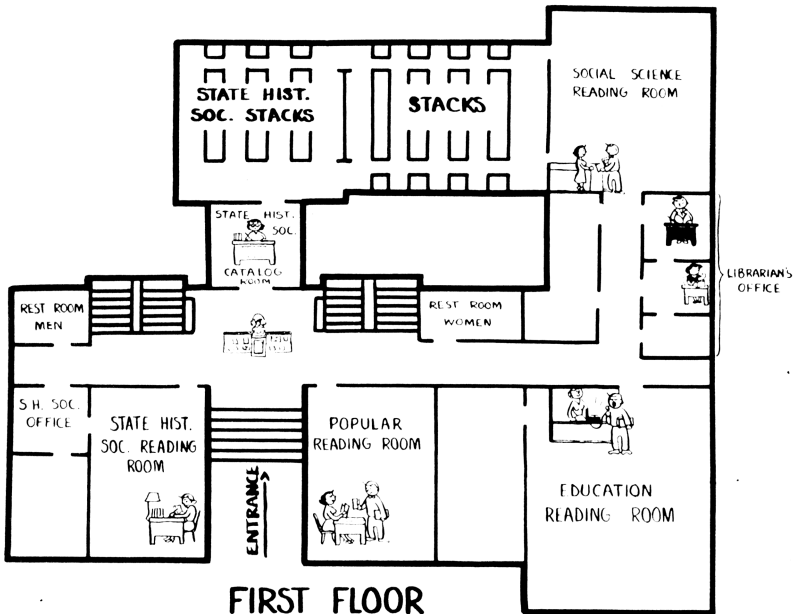 SOCIAL SCIENCE
READING ROOM
STATE HIST.
SOC. STACKS
STACKS
STATE HIST.
SOC.
CATALOG
ROOM
LIBRARIAN'S
OFFICE
REST ROOM
MEN
REST ROOM
WOMEN
S.H. SOC.
OFFICE
STATE HIST.
SOC. READING
ROOM
POPULAR
READING ROOM
ENTRANCE
EDUCATION
READING ROOM
FIRST FLOOR